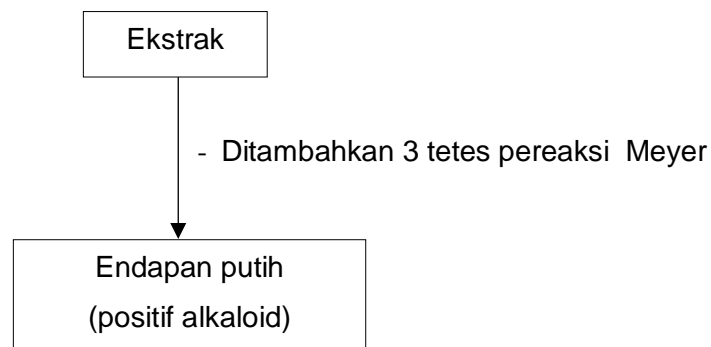 Ekstrak
- Ditambahkan 3 tetes pereaksi Meyer
Endapan putih
(positif alkaloid)